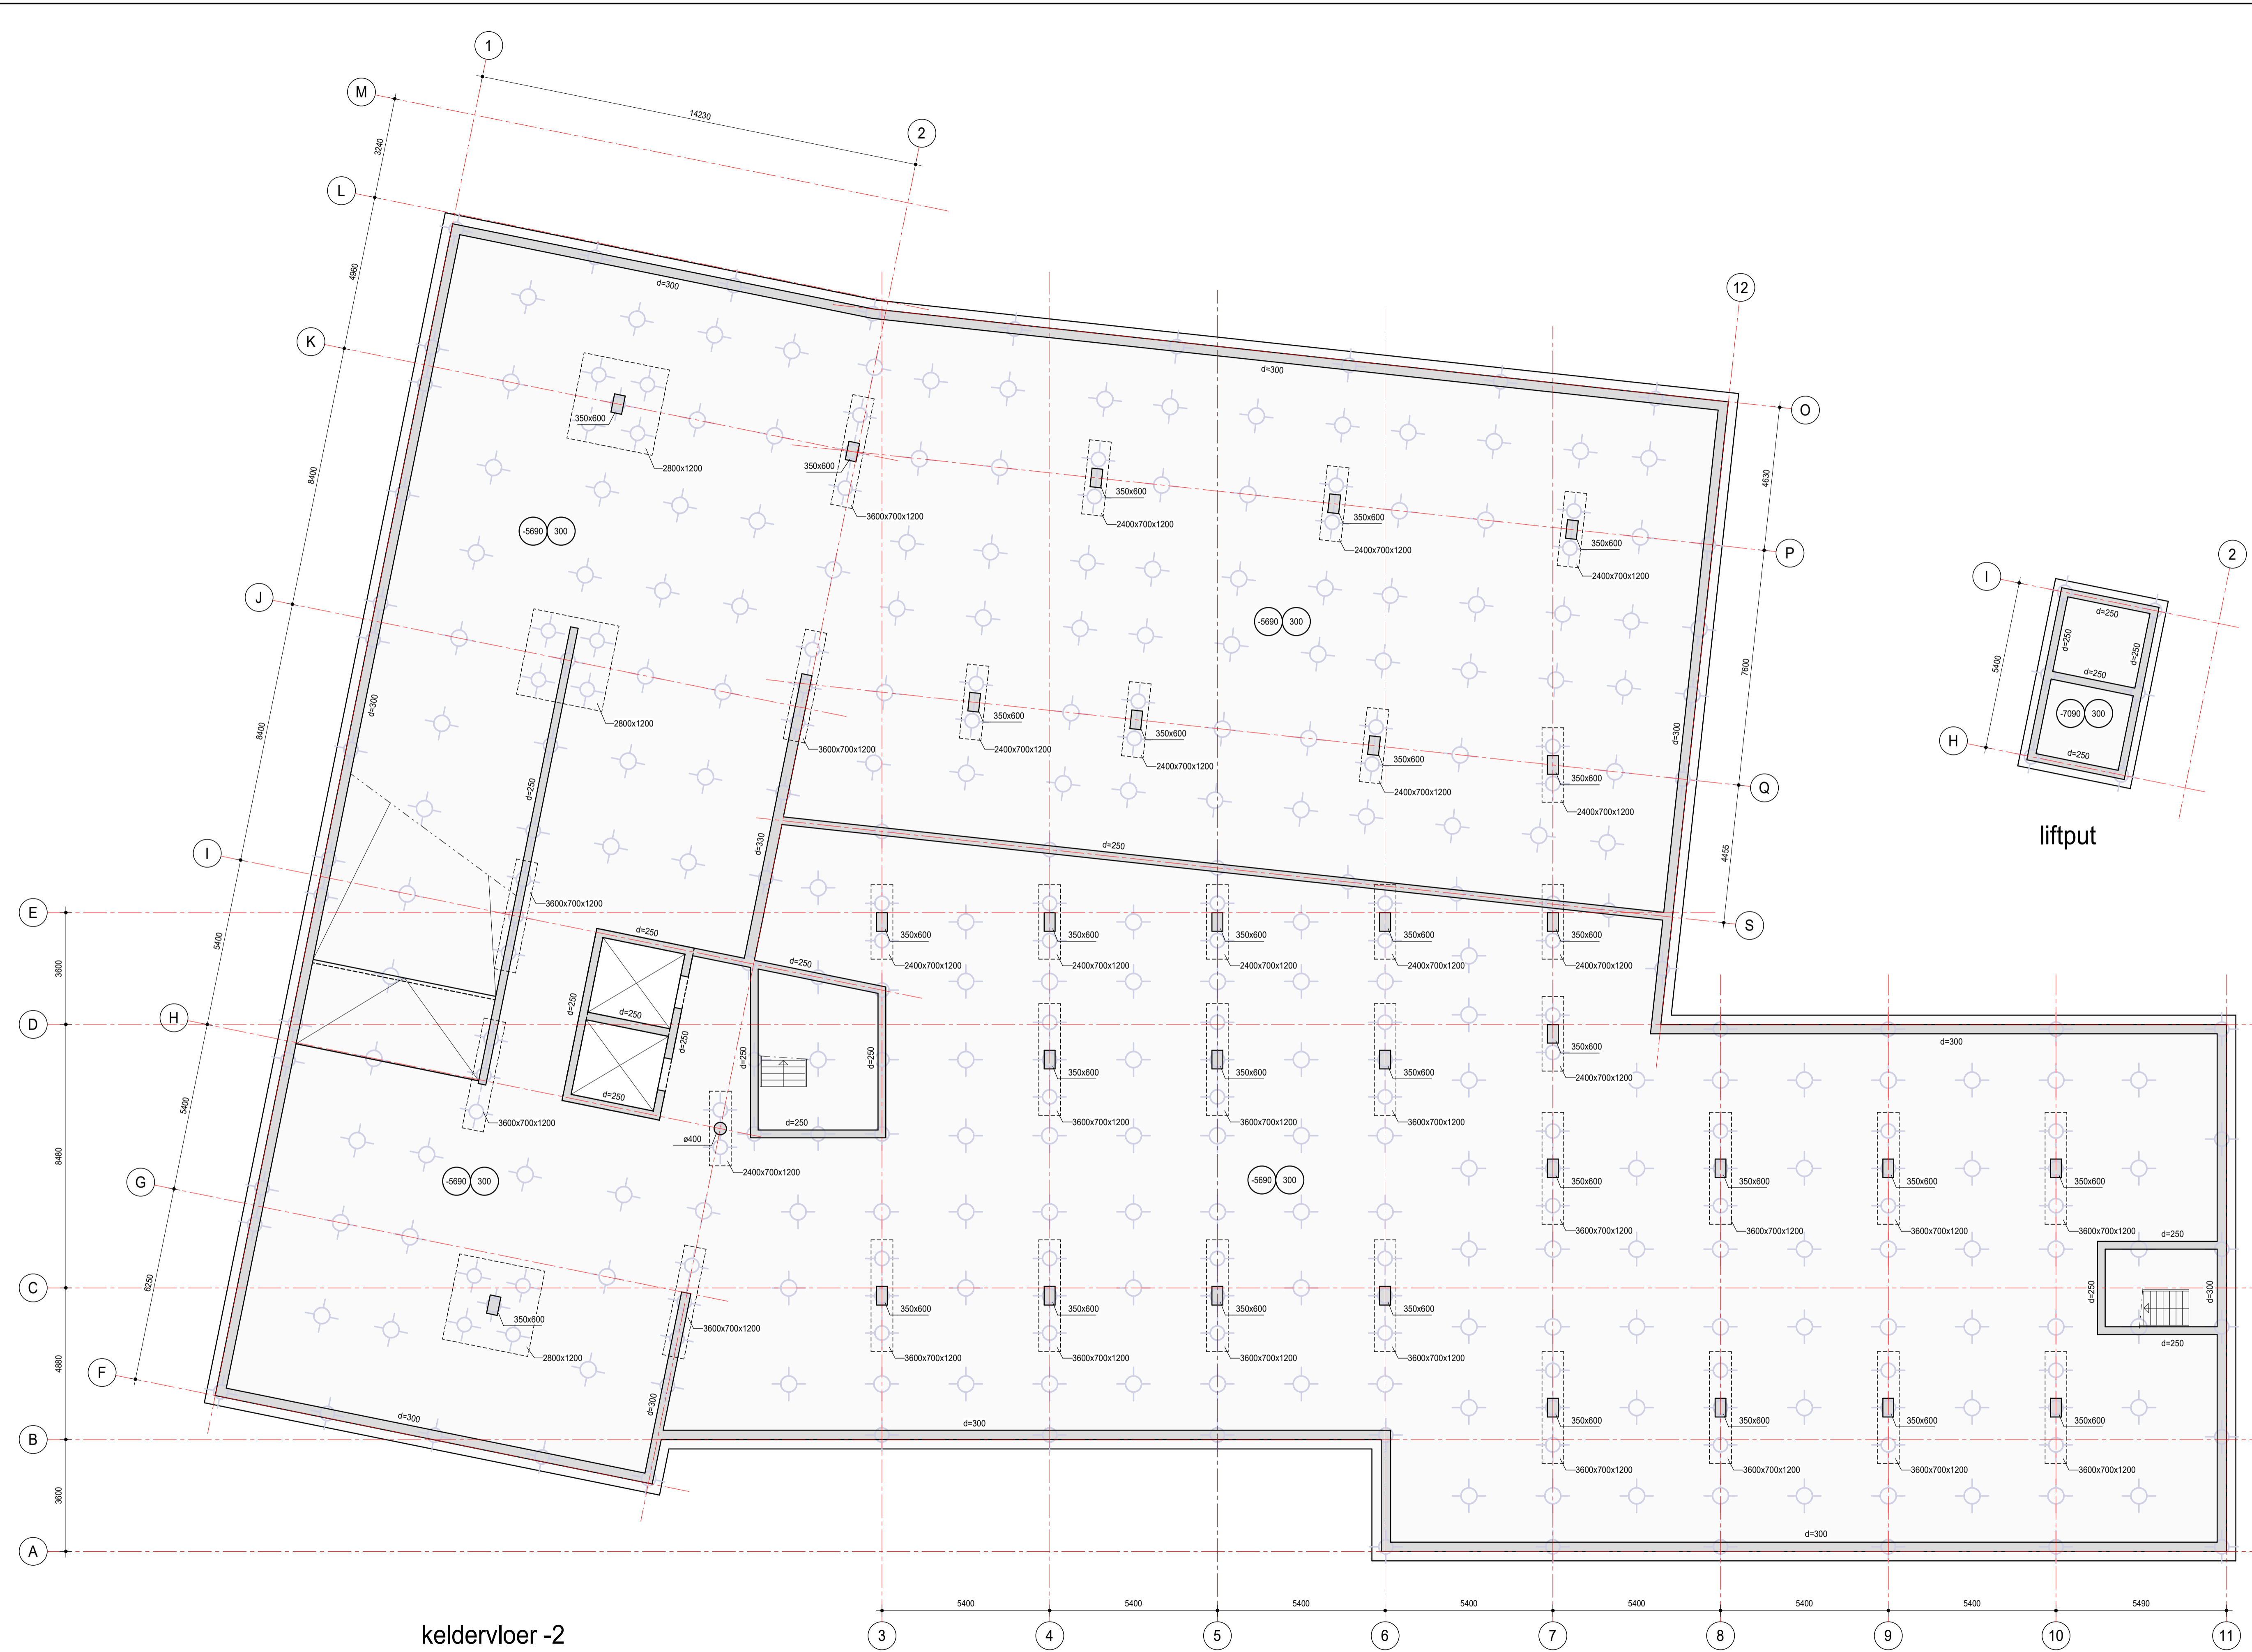 1
M
14230
2
3240
L
4960
d=300
12
K
d=300
O
350x600
2800x1200
350x600
3600x700x1200
350x600
2400x700x1200
350x600
2400x700x1200
350x600
2400x700x1200
4630
8400
-5690 300
P
2
I
d=250
d=250
d=250
d=250
5400
-7090 300
H
d=250
liftput
J
-5690 300
7600
2800x1200
d=300
8400
3600x700x1200
350x600
2400x700x1200
350x600
2400x700x1200
350x600
2400x700x1200
350x600
2400x700x1200
d=300
Q
d=250
d=330
d=250
4455
I
3600x700x1200
E
S
5400
3600
d=250
d=250
350x600
2400x700x1200
350x600
2400x700x1200
350x600
2400x700x1200
350x600
2400x700x1200
350x600
2400x700x1200
D
H
d=250
d=250
d=250
d=250
d=250
d=250
d=250
350x600
3600x700x1200
350x600
3600x700x1200
350x600
3600x700x1200
350x600
2400x700x1200
d=300
5400
8480
3600x700x1200
ø400
2400x700x1200
G
-5690 300
-5690 300
350x600
3600x700x1200
350x600
3600x700x1200
350x600
3600x700x1200
350x600
3600x700x1200
d=250
d=250
d=300
d=250
C
6250
350x600
2800x1200
3600x700x1200
350x600
3600x700x1200
350x600
3600x700x1200
350x600
3600x700x1200
350x600
3600x700x1200
4880
F
d=300
d=300
d=300
350x600
3600x700x1200
350x600
3600x700x1200
350x600
3600x700x1200
350x600
3600x700x1200
B
3600
d=300
A
5400 5400 5400 5400 5400 5400 5400 5490
keldervloer -2
3 4 5 6 7 8 9 10 11